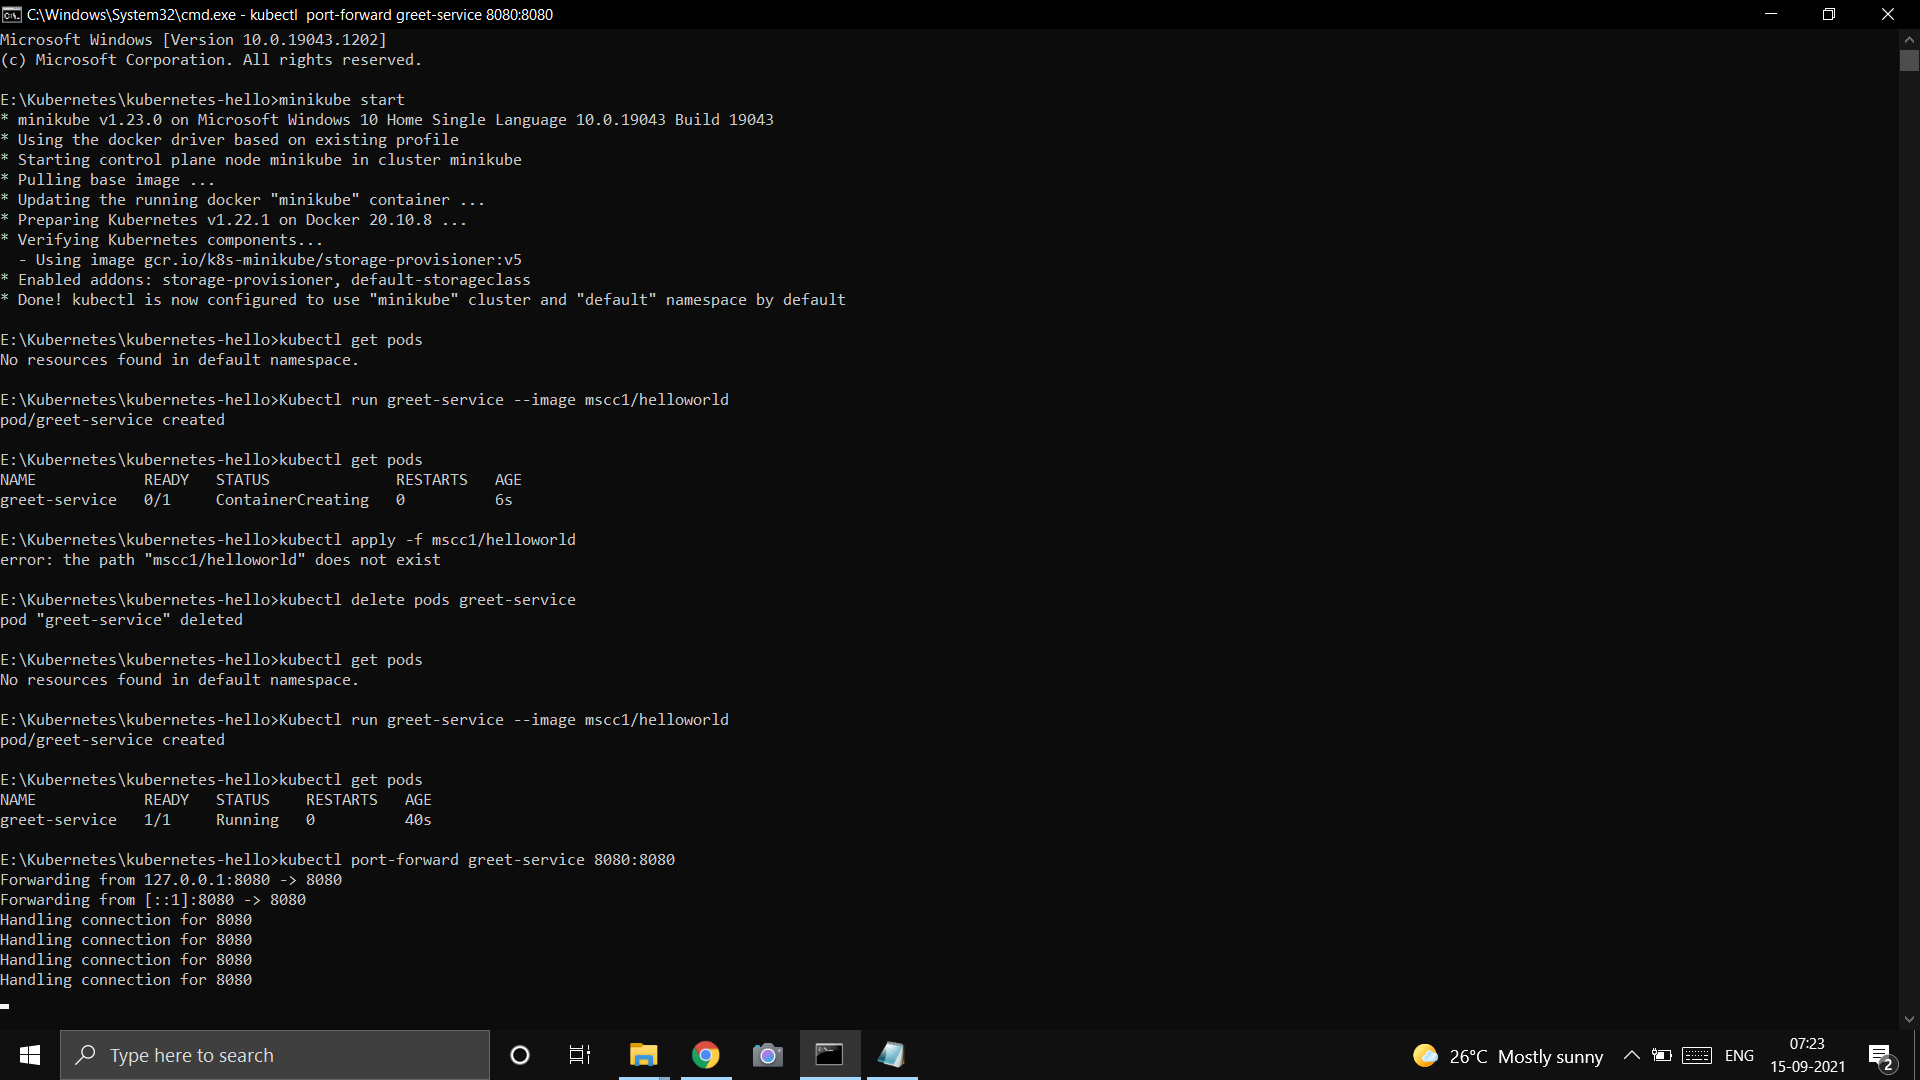 C:\Windows\System32\cmd.exe - kubectl  port-forward greet-service 8080:8080
Microsoft Windows [Version 10.0.19043.1202]
(c) Microsoft Corporation. All rights reserved.
E:\Kubernetes\kubernetes-hello>minikube start
* minikube v1.23.0 on Microsoft Windows 10 Home Single Language 10.0.19043 Build 19043
* Using the docker driver based on existing profile
* Starting control plane node minikube in cluster minikube
* Pulling base image ...
* Updating the running docker "minikube" container ...
* Preparing Kubernetes v1.22.1 on Docker 20.10.8 ...
* Verifying Kubernetes components...
  - Using image gcr.io/k8s-minikube/storage-provisioner:v5
* Enabled addons: storage-provisioner, default-storageclass
* Done! kubectl is now configured to use "minikube" cluster and "default" namespace by default
E:\Kubernetes\kubernetes-hello>kubectl get pods
No resources found in default namespace.
E:\Kubernetes\kubernetes-hello>Kubectl run greet-service --image mscc1/helloworld
pod/greet-service created
E:\Kubernetes\kubernetes-hello>kubectl get pods
NAME            READY   STATUS              RESTARTS   AGE
greet-service   0/1     ContainerCreating   0          6s
E:\Kubernetes\kubernetes-hello>kubectl apply -f mscc1/helloworld
error: the path "mscc1/helloworld" does not exist
E:\Kubernetes\kubernetes-hello>kubectl delete pods greet-service
pod "greet-service" deleted
E:\Kubernetes\kubernetes-hello>kubectl get pods
No resources found in default namespace.
E:\Kubernetes\kubernetes-hello>Kubectl run greet-service --image mscc1/helloworld
pod/greet-service created
E:\Kubernetes\kubernetes-hello>kubectl get pods
NAME            READY   STATUS    RESTARTS   AGE
greet-service   1/1     Running   0          40s
E:\Kubernetes\kubernetes-hello>kubectl port-forward greet-service 8080:8080
Forwarding from 127.0.0.1:8080 -> 8080
Forwarding from [::1]:8080 -> 8080
Handling connection for 8080
Handling connection for 8080
Handling connection for 8080
Handling connection for 8080
Type here to search
26°C  Mostly sunny
ENG
07:23
15-09-2021
2